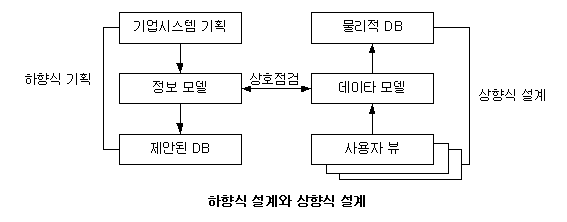 기업시스템 기획
물리적 DB
하향식 기획
정보 모델
상호점검
데이타 모델
상향식 설계
제안된 DB
사용자 뷰
하향식 설계와 상향식 설계